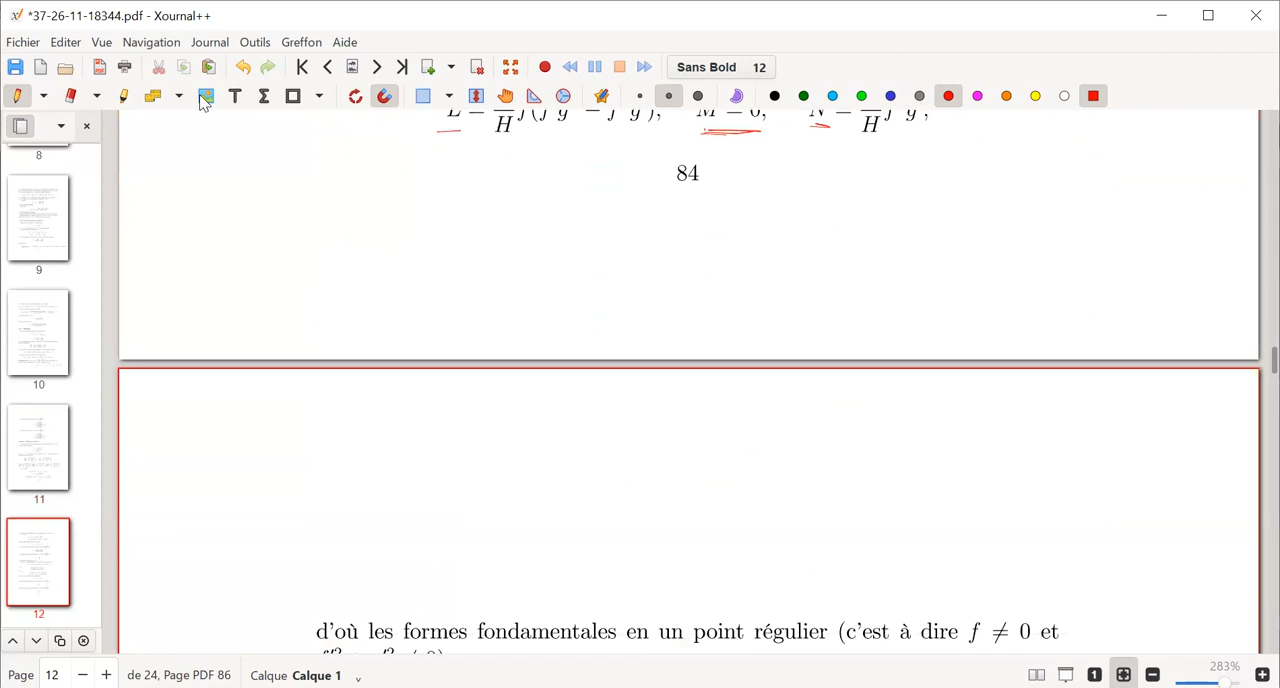 *37-26-11-18344.pdf - Xournal++
Fichier Editer Vue Navigation Journal Outils Greffon Aide
Sans Bold 12
H H
84
8
9
10
11
12
d'où les formes fondamentales en un point régulier (c'est à dire f ≠ 0 et
Page 12 de 24, Page PDF 86 Calque Calque 1 283%